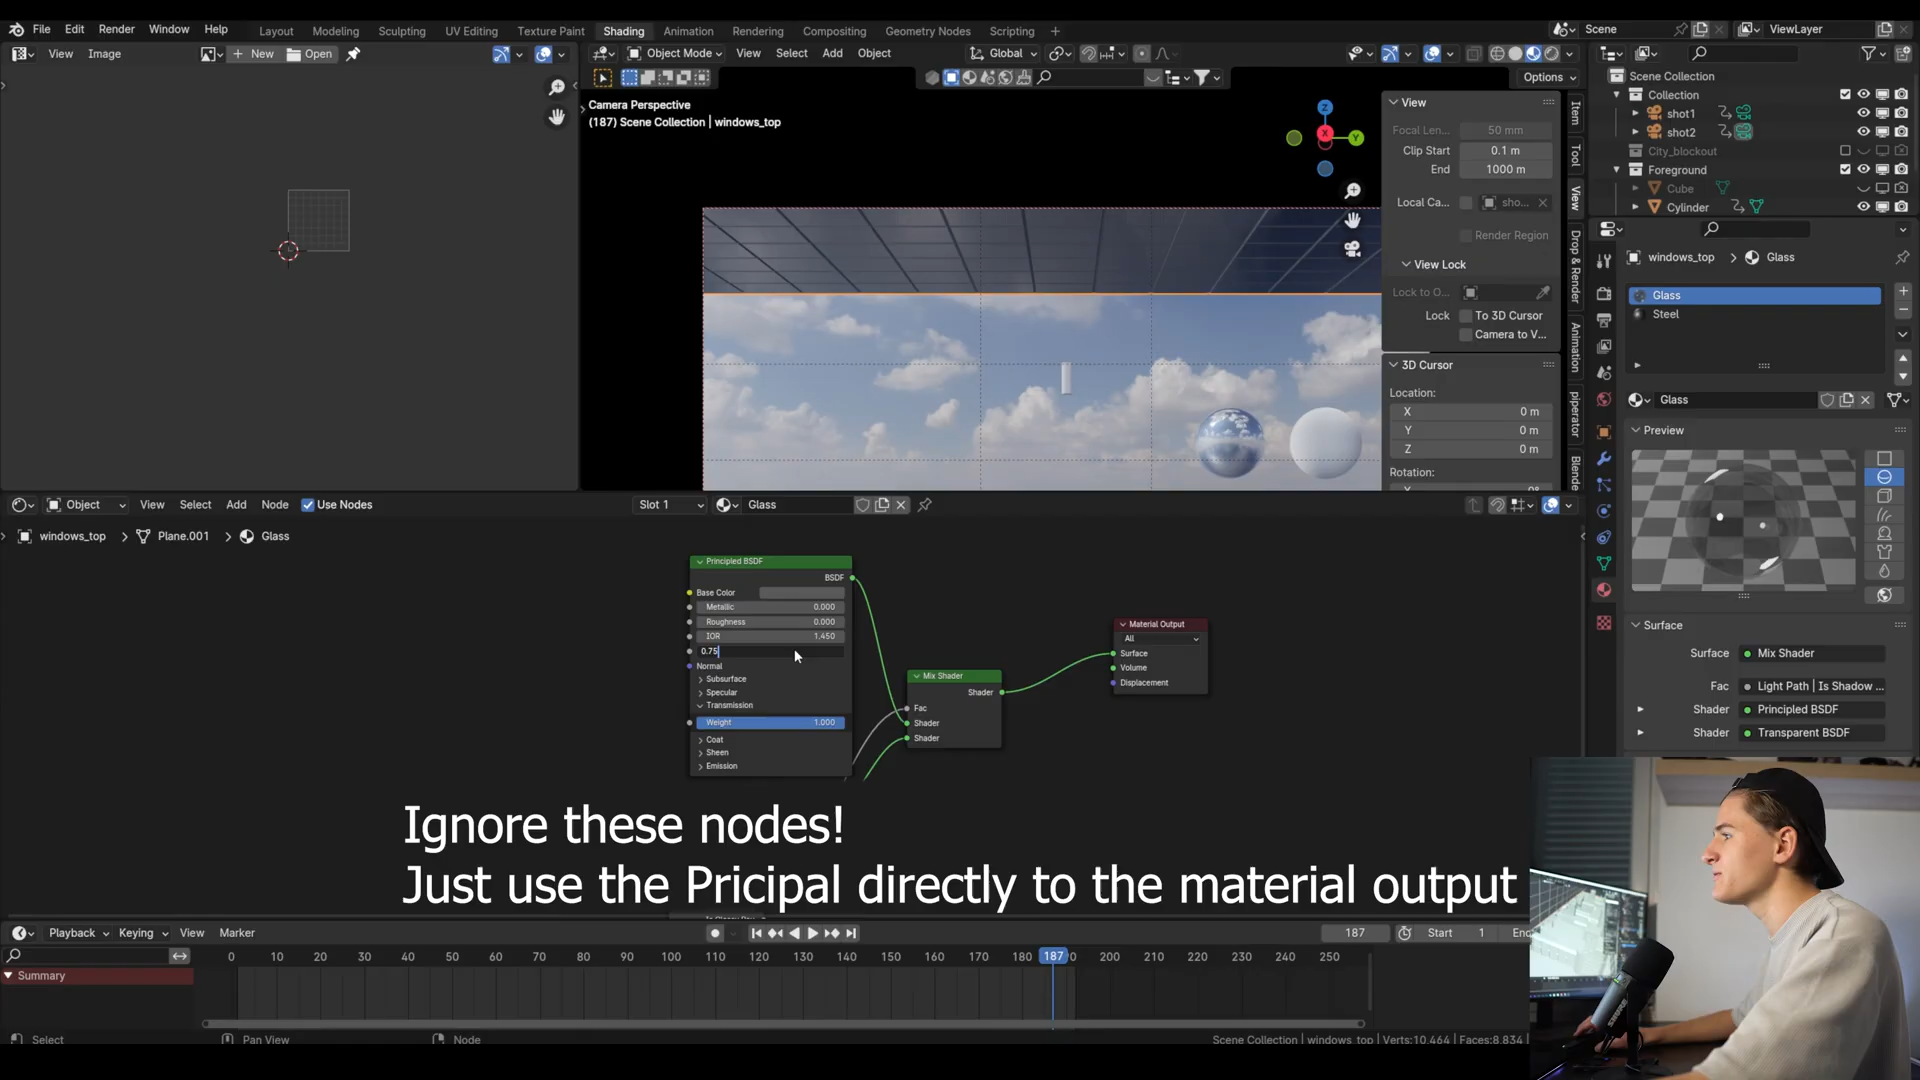 File Edit Render Window Help Layout Modeling Sculpting UV Editing Texture Paint Shading Animation Rendering Compositing Geometry Nodes Scripting + Scene ViewLayer
View Image + New Open Object Mode View Select Add Object Global
Options
Camera Perspective
(187) Scene Collection | windows_top
X
Y
Z
View
Focal Len... 50 mm
Clip Start 0.1 m
End 1000 m
Local Ca... sho...
Render Region
View Lock
Lock to O...
Lock To 3D Cursor
Camera to V...
3D Cursor
Location:
X 0 m
Y 0 m
Z 0 m
Rotation:
Item
Tool
View
Drop & Render
Animation
piperator
Blende
Scene Collection
Collection
shot1
shot2
City_blockout
Foreground
Cube
Cylinder
windows_top > Glass
Glass
Steel
Glass
Preview
Surface
Surface Mix Shader
Fac Light Path | Is Shadow ...
Shader Principled BSDF
Shader Transparent BSDF
Object View Select Add Node Use Nodes Slot 1 Glass
windows_top > Plane.001 > Glass
Principled BSDF
BSDF
Base Color
Metallic 0.000
Roughness 0.000
IOR 1.450
0.75
Normal
Subsurface
Specular
Transmission
Weight 1.000
Coat
Sheen
Emission
Mix Shader
Shader
Fac
Shader
Shader
Material Output
All
Surface
Volume
Displacement
Ignore these nodes!
Just use the Pricipal directly to the material output
Playback Keying View Marker 187 Start 1 End
0 10 20 30 40 50 60 70 80 90 100 110 120 130 140 150 160 170 180 187 200 210 220 230 240 250
Summary
Select Pan View Node Scene Collection | windows_top | Verts:10.464 | Faces:8.834
SHURE